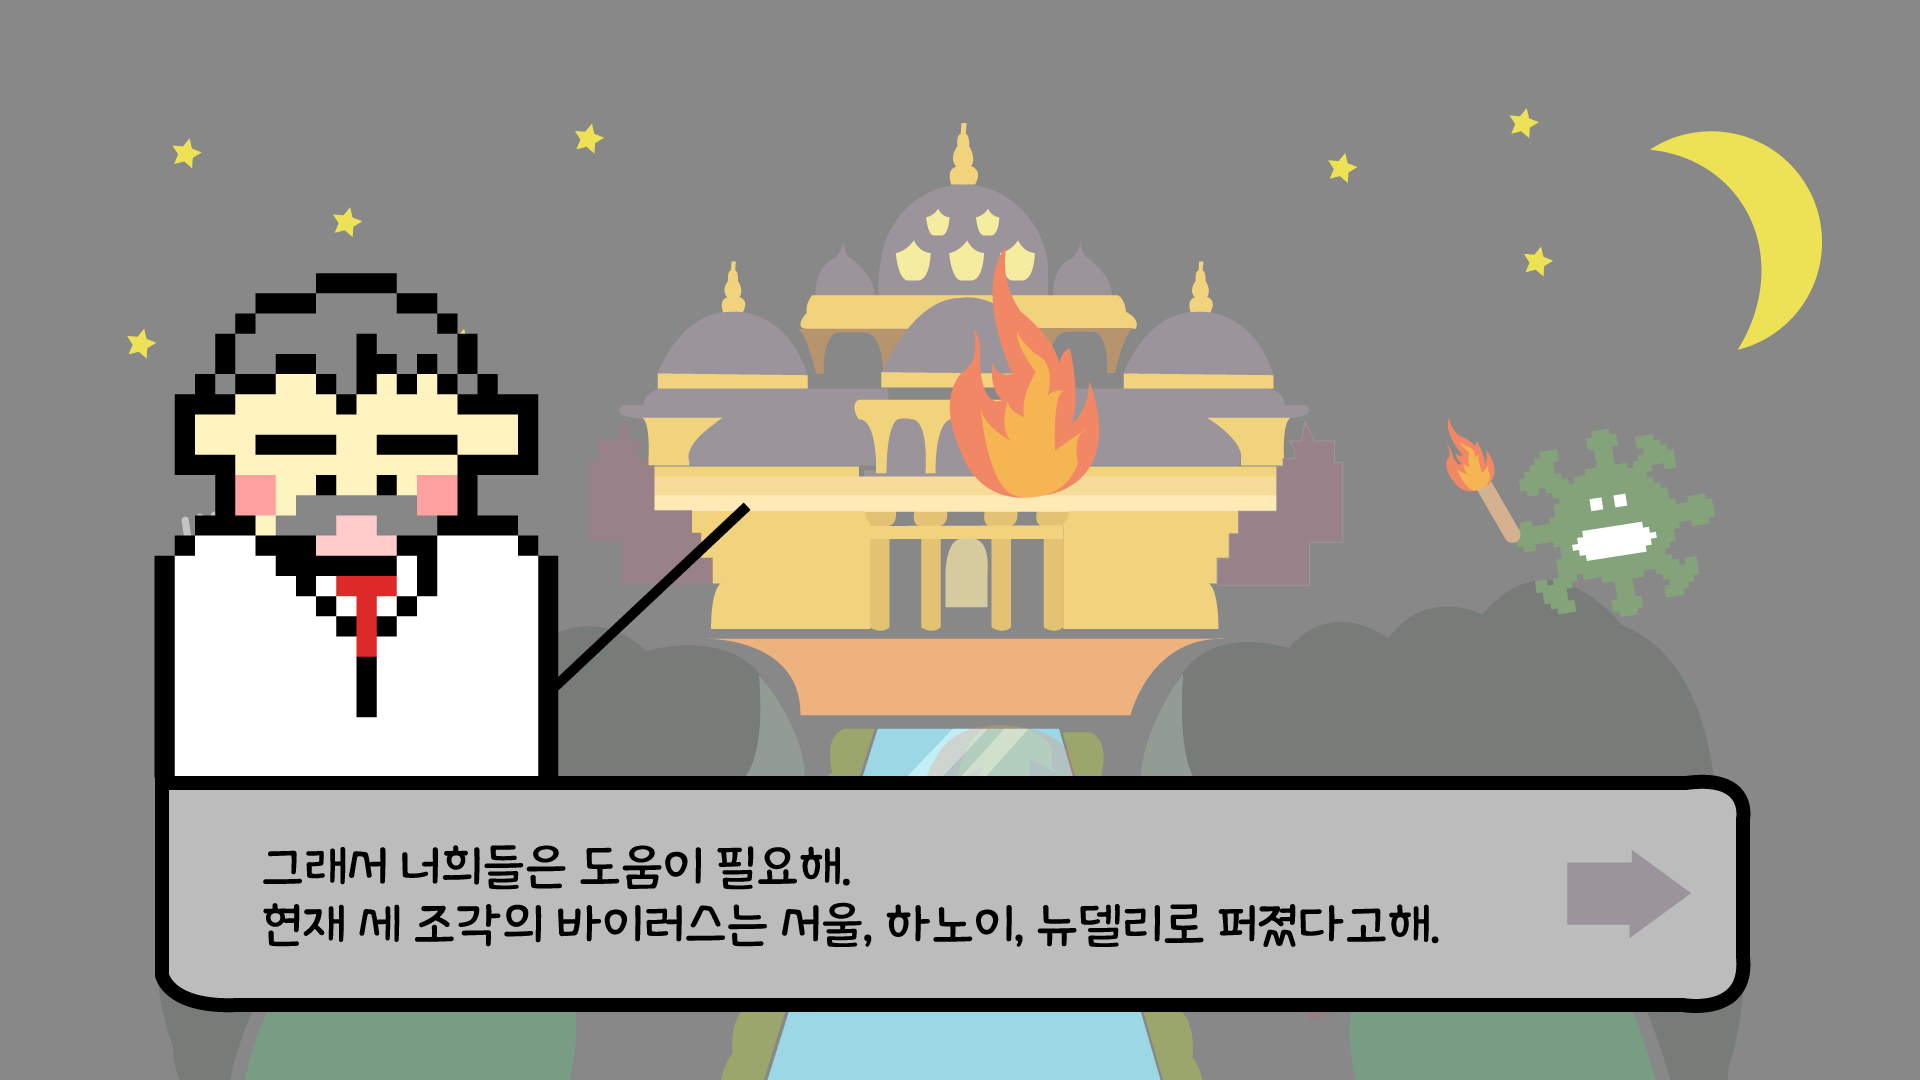 그래서 너희들은 도움이 필요해.
현재 세 조각의 바이러스는 서울, 하노이, 뉴델리로 퍼졌다고해.